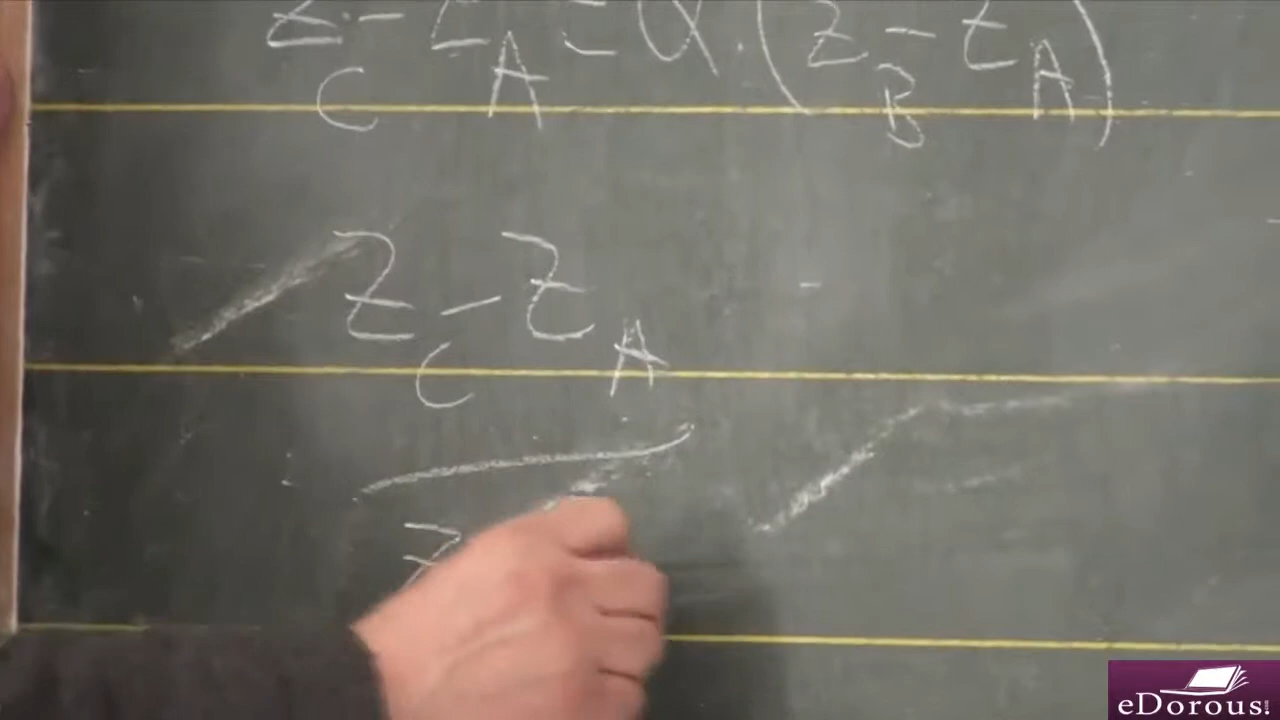 Z_C - Z_A = α · (Z_B - Z_A)
Z_C - Z_A
Z
eDorous!